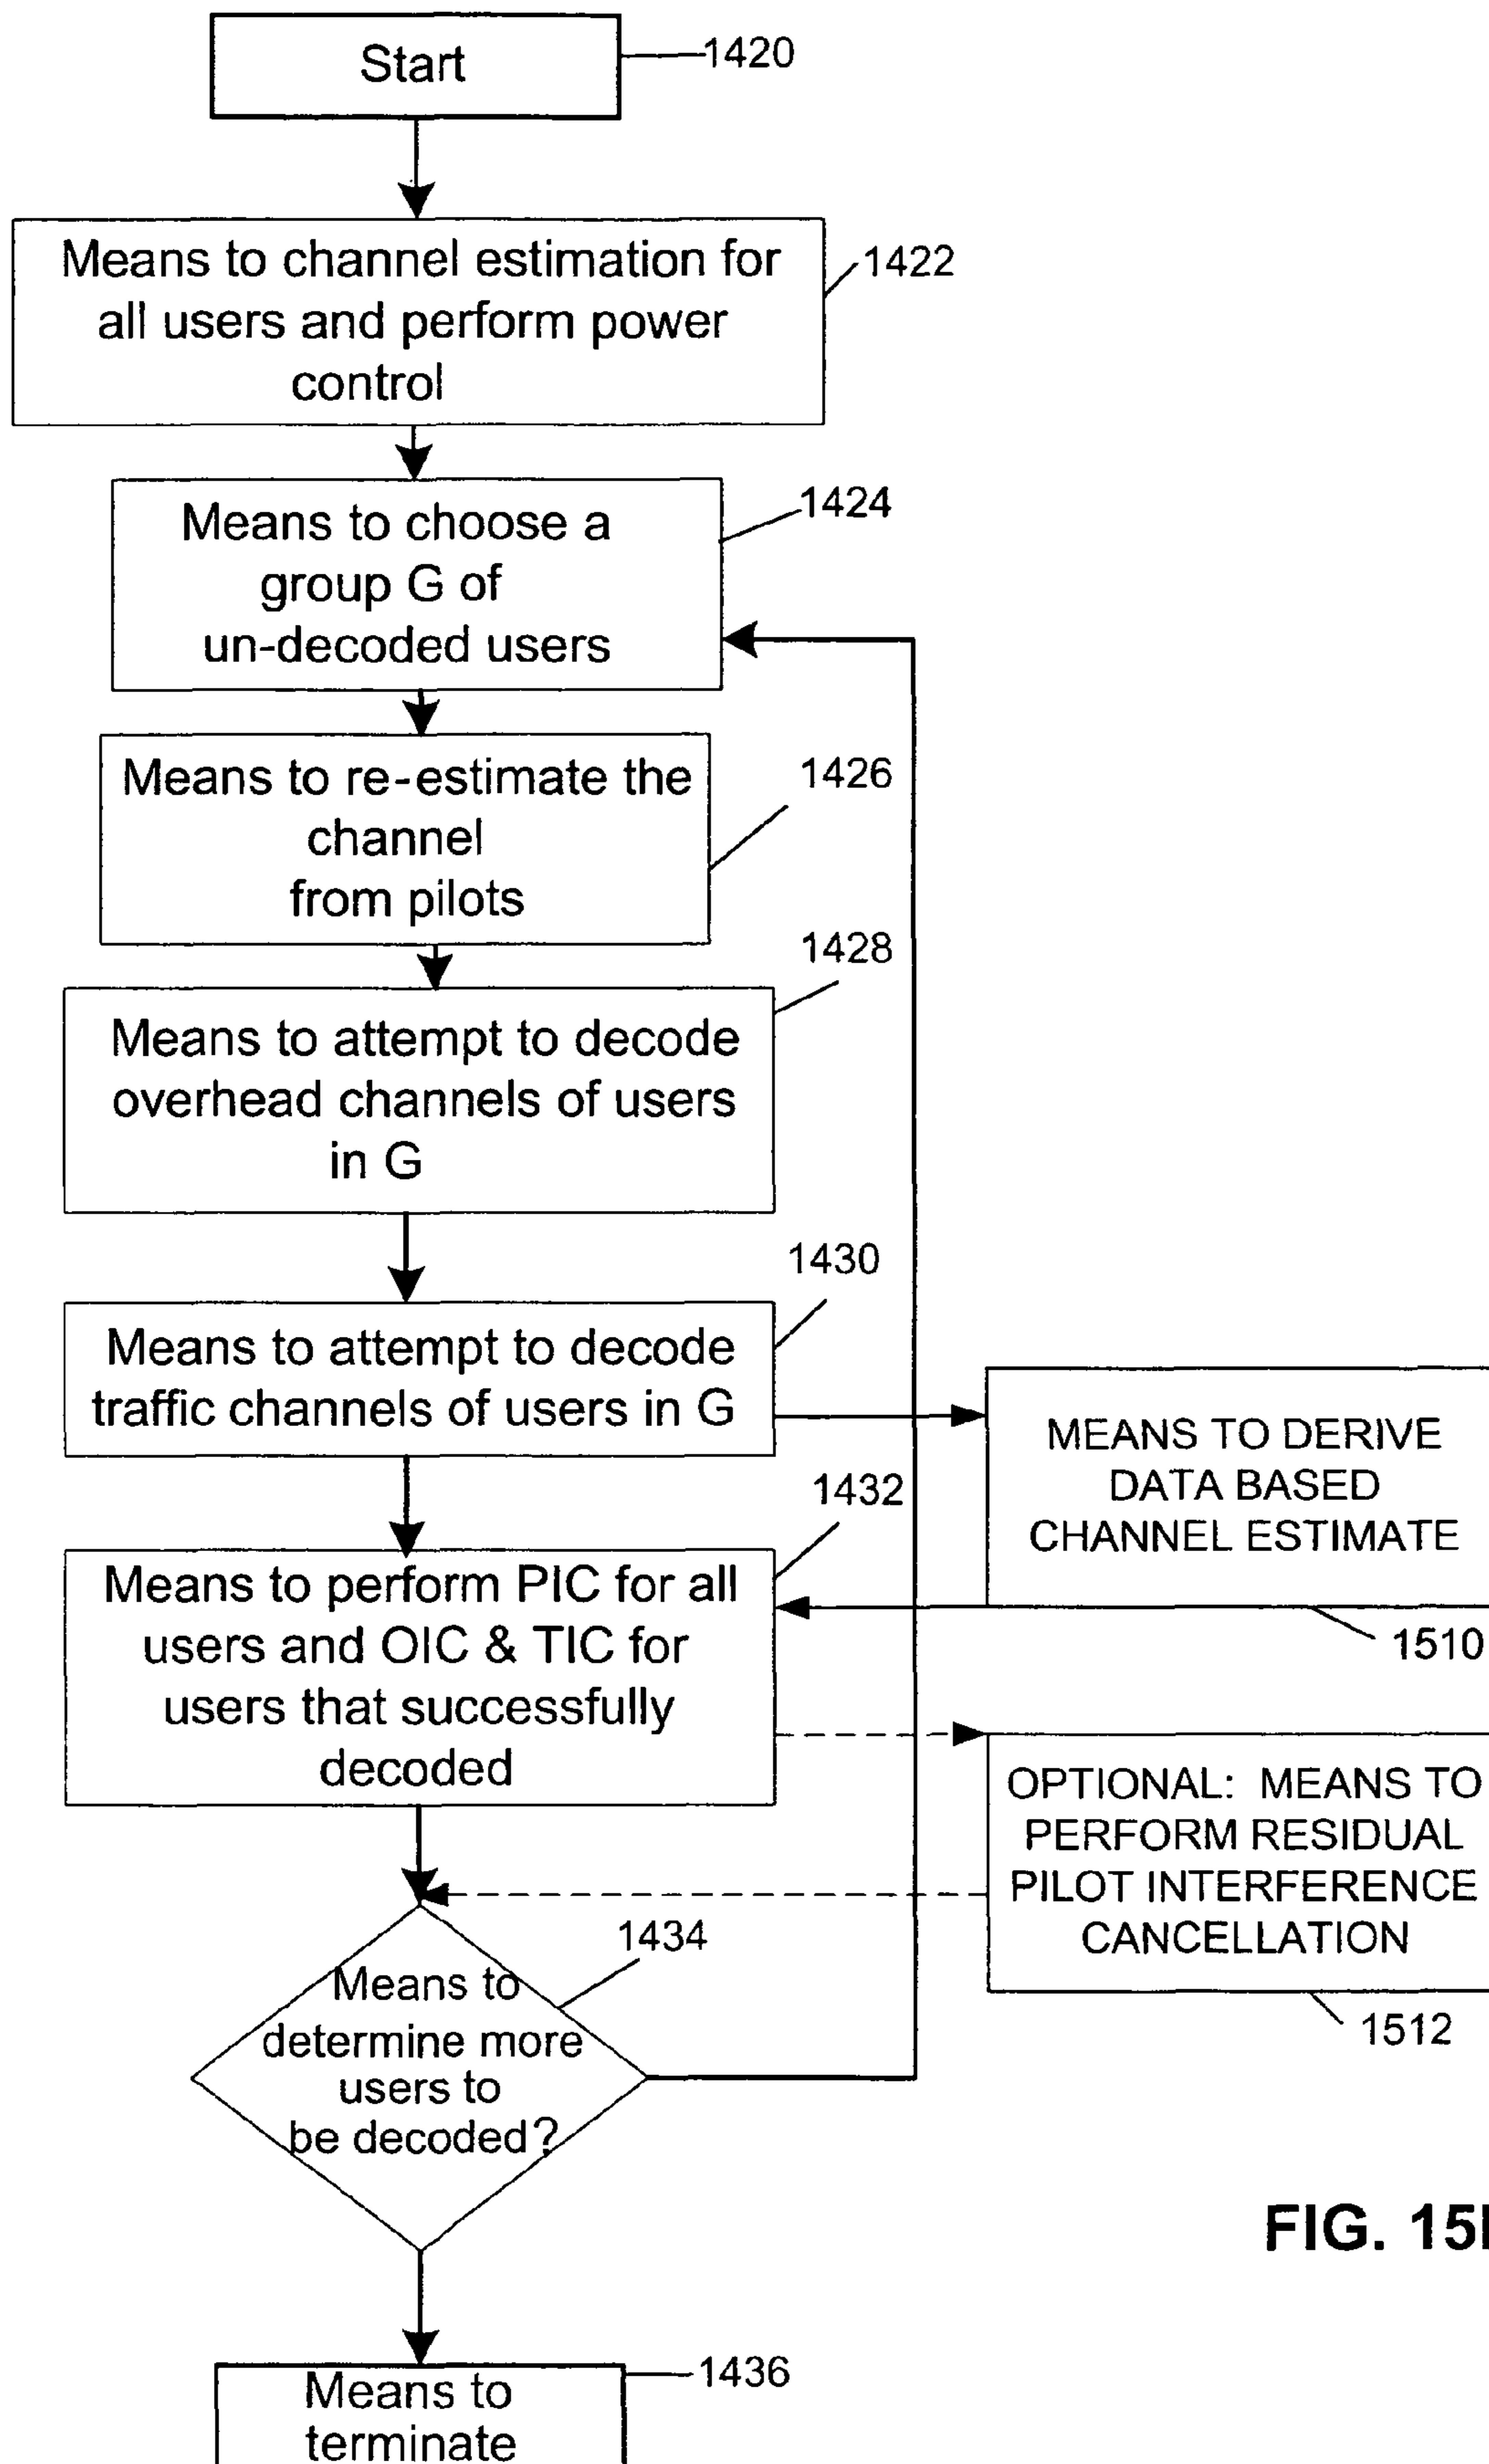 Start
1420
Means to channel estimation for
all users and perform power
control
1422
Means to choose a
group G of
un-decoded users
1424
Means to re-estimate the
channel
from pilots
1426
Means to attempt to decode
overhead channels of users
in G
1428
Means to attempt to decode
traffic channels of users in G
1430
MEANS TO DERIVE
DATA BASED
CHANNEL ESTIMATE
1510
Means to perform PIC for all
users and OIC & TIC for
users that successfully
decoded
1432
OPTIONAL: MEANS TO
PERFORM RESIDUAL
PILOT INTERFERENCE
CANCELLATION
1512
Means to
determine more
users to
be decoded?
1434
FIG.
Means to
terminate
1436